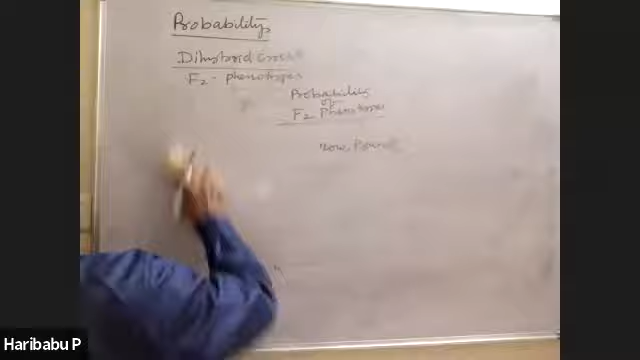 Probability
Dihybrid Cross
F2 - phenotypes
Probability
of
F2 Phenotypes
Haribabu P